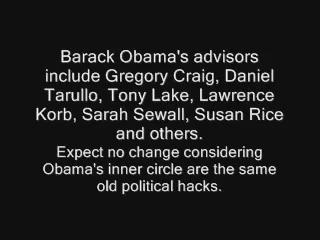 Barack Obama's advisors
include Gregory Craig, Daniel
Tarullo, Tony Lake, Lawrence
Korb, Sarah Sewall, Susan Rice
and others.
Expect no change considering
Obama's inner circle are the same
old political hacks.